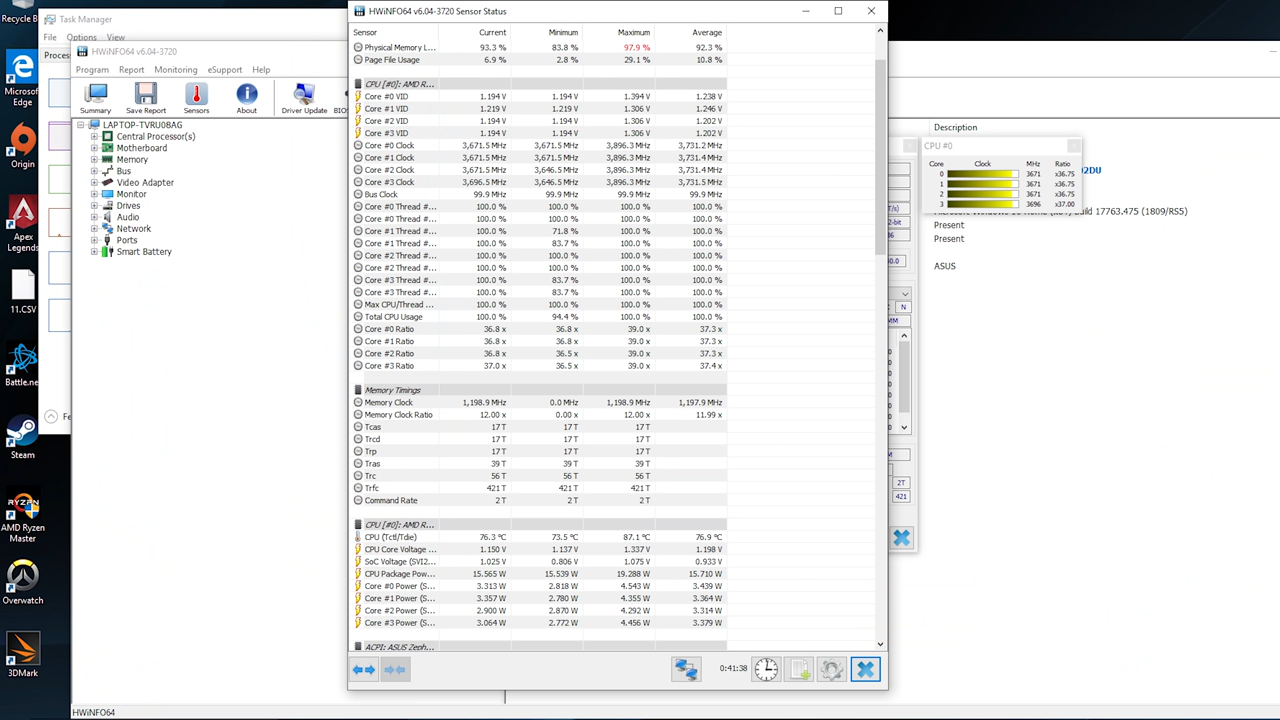 Recycle B
Microsof
Edge
Origin
Apex
Legends
11.CSV
Battle.ne
Steam
AMD Ryzen
Master
Overwatch
3DMark
Task Manager
File Options View
Proces
Fe
HWiNFO64 v6.04-3720
Program Report Monitoring eSupport Help
Summary Save Report Sensors About Driver Update BIO
LAPTOP-TVRU08AG
Central Processor(s)
Motherboard
Memory
Bus
Video Adapter
Monitor
Drives
Audio
Network
Ports
Smart Battery
HWiNFO64
HWiNFO64 v6.04-3720 Sensor Status
Sensor Current Minimum Maximum Average
Physical Memory L... 93.3 % 83.8 % 97.9 % 92.3 %
Page File Usage 6.9 % 2.8 % 29.1 % 10.8 %
CPU [#0]: AMD R...
Core #0 VID 1.194 V 1.194 V 1.394 V 1.238 V
Core #1 VID 1.219 V 1.219 V 1.306 V 1.246 V
Core #2 VID 1.194 V 1.194 V 1.306 V 1.202 V
Core #3 VID 1.194 V 1.194 V 1.306 V 1.202 V
Core #0 Clock 3,671.5 MHz 3,671.5 MHz 3,896.3 MHz 3,731.2 MHz
Core #1 Clock 3,671.5 MHz 3,671.5 MHz 3,896.3 MHz 3,731.4 MHz
Core #2 Clock 3,671.5 MHz 3,646.5 MHz 3,896.3 MHz 3,731.4 MHz
Core #3 Clock 3,696.5 MHz 3,646.5 MHz 3,896.3 MHz 3,731.5 MHz
Bus Clock 99.9 MHz 99.9 MHz 99.9 MHz 99.9 MHz
Core #0 Thread #... 100.0 % 100.0 % 100.0 % 100.0 %
Core #0 Thread #... 100.0 % 100.0 % 100.0 % 100.0 %
Core #1 Thread #... 100.0 % 71.8 % 100.0 % 100.0 %
Core #1 Thread #... 100.0 % 83.7 % 100.0 % 100.0 %
Core #2 Thread #... 100.0 % 100.0 % 100.0 % 100.0 %
Core #2 Thread #... 100.0 % 100.0 % 100.0 % 100.0 %
Core #3 Thread #... 100.0 % 83.7 % 100.0 % 100.0 %
Core #3 Thread #... 100.0 % 83.7 % 100.0 % 100.0 %
Max CPU/Thread ... 100.0 % 100.0 % 100.0 % 100.0 %
Total CPU Usage 100.0 % 94.4 % 100.0 % 100.0 %
Core #0 Ratio 36.8 x 36.8 x 39.0 x 37.3 x
Core #1 Ratio 36.8 x 36.8 x 39.0 x 37.3 x
Core #2 Ratio 36.8 x 36.5 x 39.0 x 37.3 x
Core #3 Ratio 37.0 x 36.5 x 39.0 x 37.4 x
Memory Timings
Memory Clock 1,198.9 MHz 0.0 MHz 1,198.9 MHz 1,197.9 MHz
Memory Clock Ratio 12.00 x 0.00 x 12.00 x 11.99 x
Tcas 17 T 17 T 17 T
Trcd 17 T 17 T 17 T
Trp 17 T 17 T 17 T
Tras 39 T 39 T 39 T
Trc 56 T 56 T 56 T
Trfc 421 T 421 T 421 T
Command Rate 2 T 2 T 2 T
CPU [#0]: AMD R...
CPU (Tctl/Tdie) 76.3 °C 73.5 °C 87.1 °C 76.9 °C
CPU Core Voltage ... 1.150 V 1.137 V 1.337 V 1.198 V
SoC Voltage (SVI2... 1.025 V 0.806 V 1.075 V 0.933 V
CPU Package Pow... 15.565 W 15.539 W 19.288 W 15.710 W
Core #0 Power (S... 3.313 W 2.818 W 4.543 W 3.439 W
Core #1 Power (S... 3.357 W 2.780 W 4.355 W 3.364 W
Core #2 Power (S... 2.900 W 2.870 W 4.292 W 3.314 W
Core #3 Power (S... 3.064 W 2.772 W 4.456 W 3.379 W
ACPI: ASUS Zeph...
0:41:38
Description
CPU #0
Core Clock MHz Ratio
0 3671 x36.75
1 3671 x36.75
2 3671 x36.75
3 3696 x37.00
02DU
Microsoft Windows 10 Home (x64) Build 17763.475 (1809/RS5)
Present
Present
ASUS
2-bit
N
2T
421